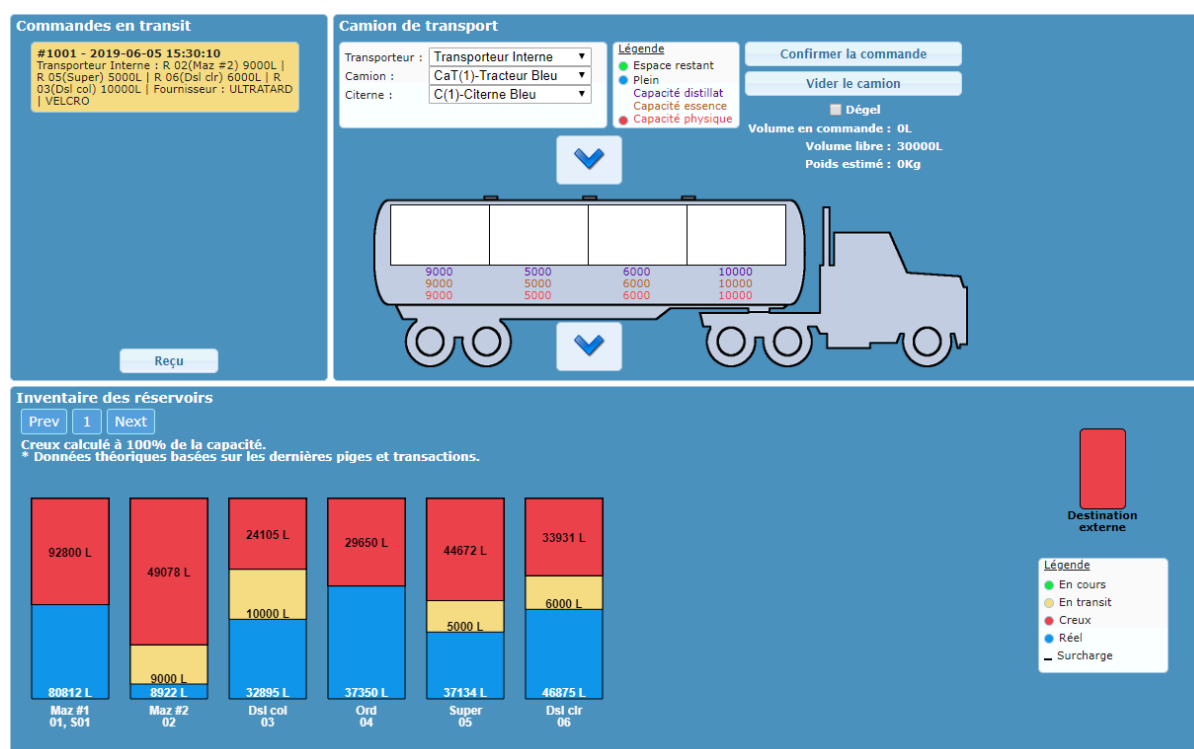 Commandes en transit
#1001 - 2019-06-05 15:30:10
Transporteur Interne : R 02(Maz #2) 9000L |
R 05(Super) 5000L | R 06(Dsl clr) 6000L | R
03(Dsl col) 10000L | Fournisseur : ULTRATARD
| VELCRO
Reçu
Camion de transport
Transporteur : Transporteur Interne
Camion : CaT(1)-Tracteur Bleu
Citerne : C(1)-Citerne Bleu
Légende
Espace restant
Plein
Capacité distillat
Capacité essence
Capacité physique
Confirmer la commande
Vider le camion
Dégel
Volume en commande : 0L
Volume libre : 30000L
Poids estimé : 0Kg
9000 5000 6000 10000
9000 5000 6000 10000
9000 5000 6000 10000
Inventaire des réservoirs
Prev 1 Next
Creux calculé à 100% de la capacité.
* Données théoriques basées sur les dernières piges et transactions.
92800 L
80812 L
Maz #1
01, S01
49078 L
9000 L
8922 L
Maz #2
02
24105 L
10000 L
32895 L
Dsl col
03
29650 L
37350 L
Ord
04
44672 L
5000 L
37134 L
Super
05
33931 L
6000 L
46875 L
Dsl clr
06
Destination
externe
Légende
En cours
En transit
Creux
Réel
Surcharge